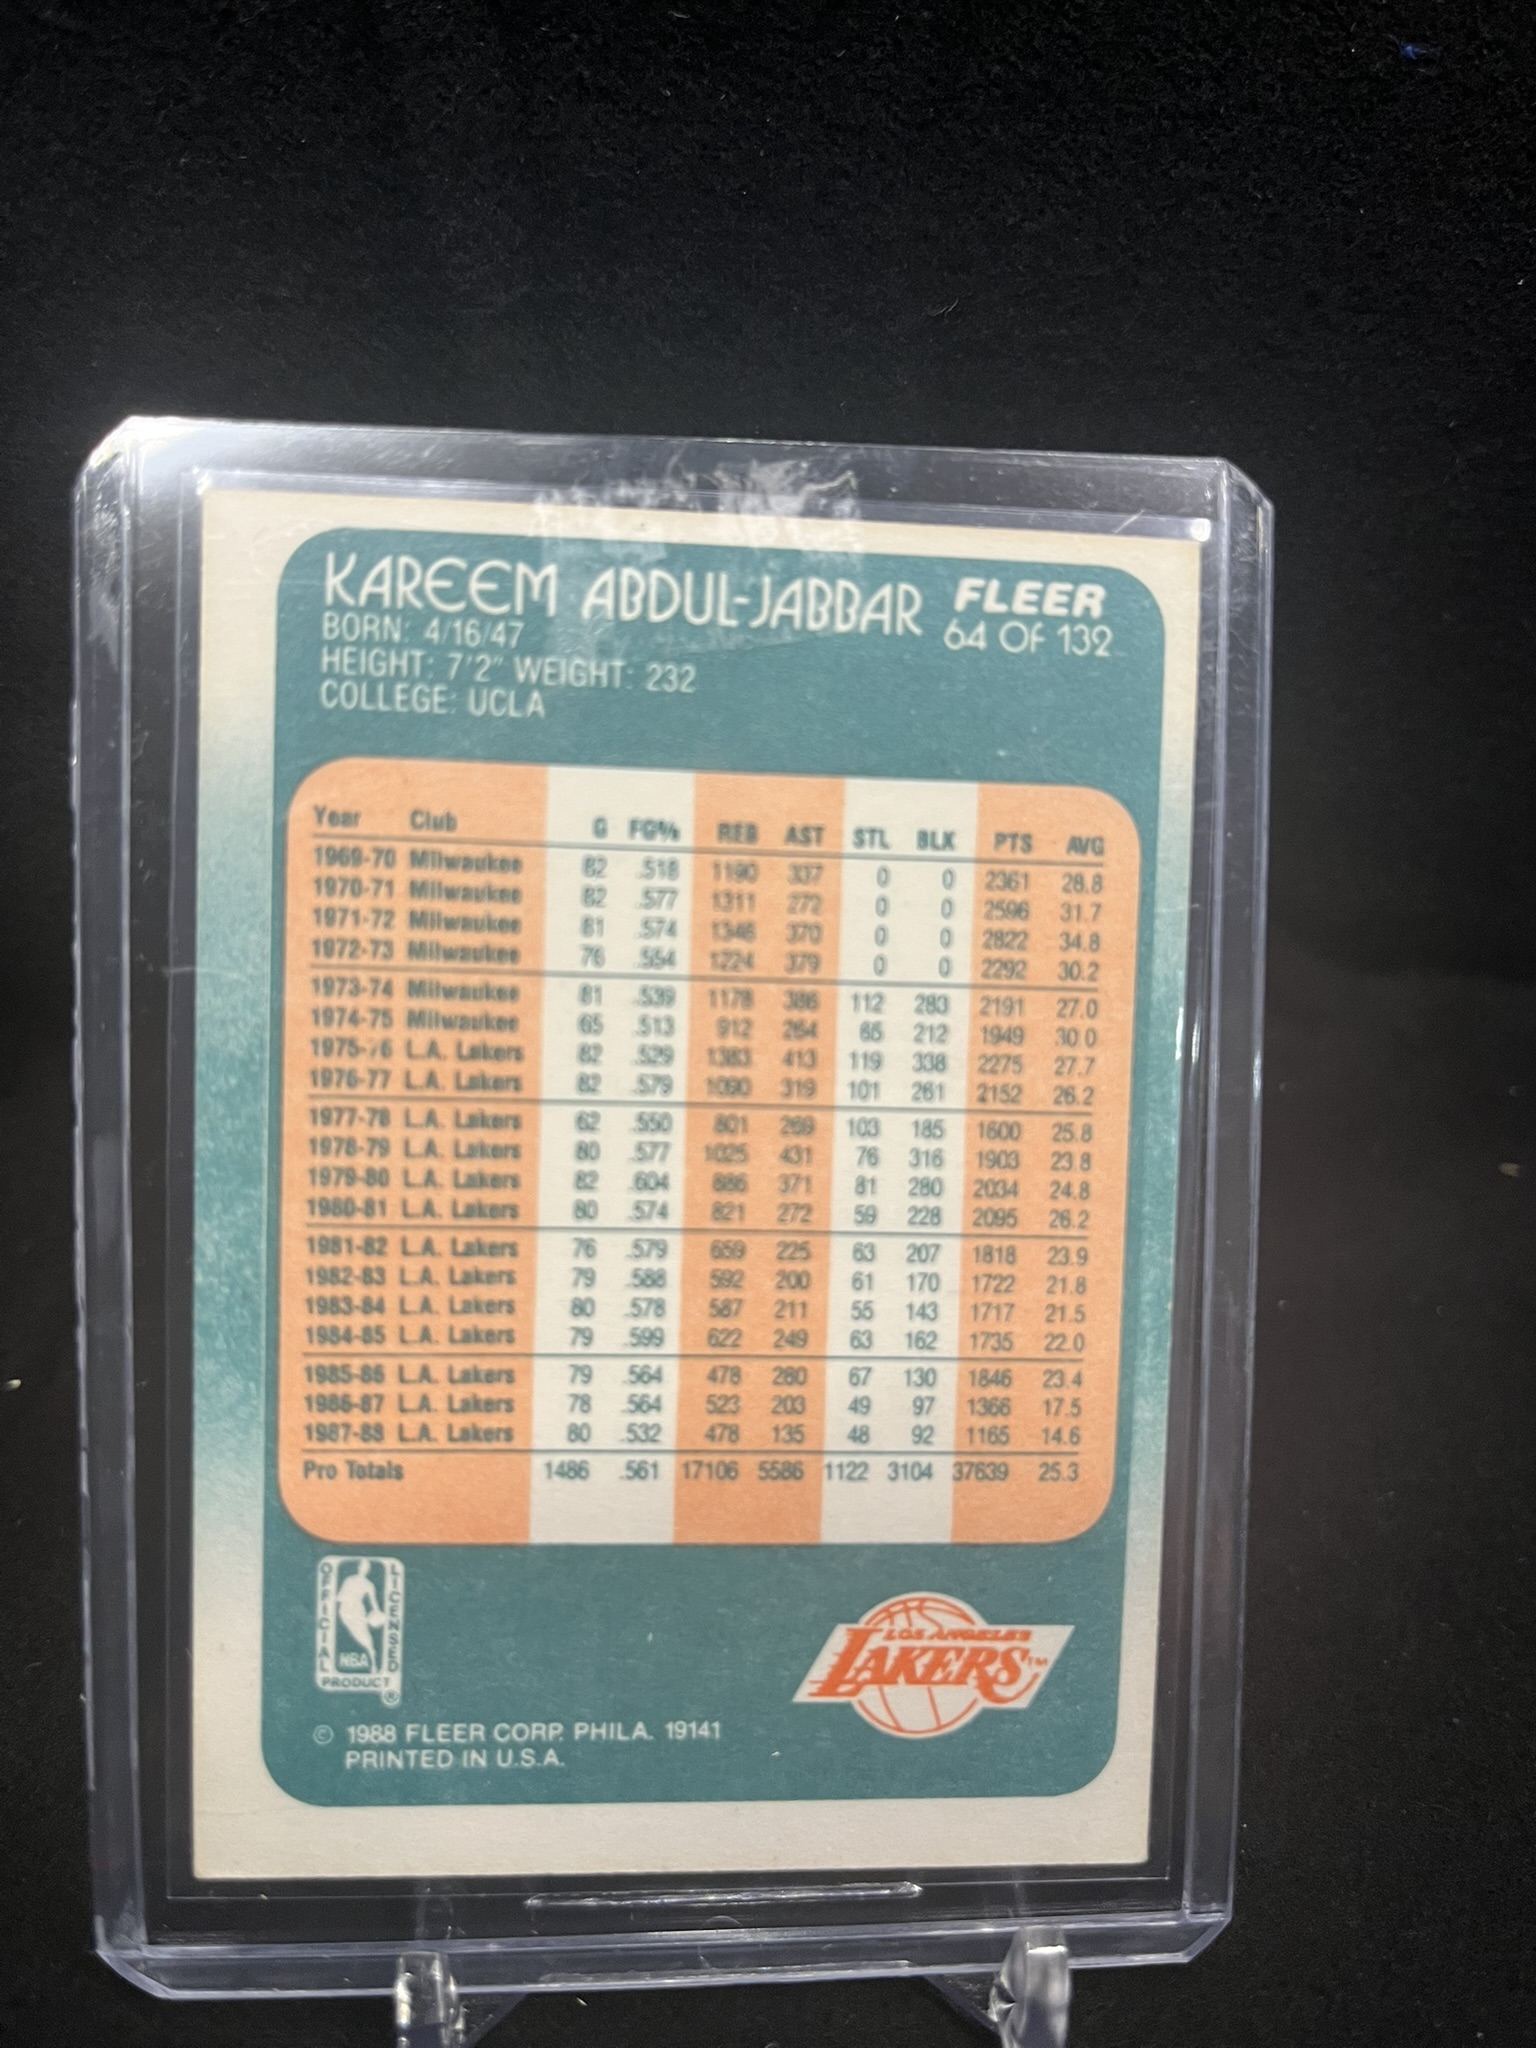 KAREEM ABDUL-JABBAR FLEER
BORN: 4/16/47 64 OF 132
HEIGHT: 7'2" WEIGHT: 232
COLLEGE: UCLA
Year Club G FG% REB AST STL BLK PTS AVG
1969-70 Milwaukee 82 .518 1190 337 0 0 2361 28.8
1970-71 Milwaukee 82 .577 1311 272 0 0 2596 31.7
1971-72 Milwaukee 81 .574 1346 370 0 0 2822 34.8
1972-73 Milwaukee 76 .554 1224 379 0 0 2292 30.2
1973-74 Milwaukee 81 .539 1178 386 112 283 2191 27.0
1974-75 Milwaukee 65 .513 912 264 65 212 1949 30.0
1975-76 L.A. Lakers 82 .529 1383 413 119 338 2275 27.7
1976-77 L.A. Lakers 82 .579 1090 319 101 261 2152 26.2
1977-78 L.A. Lakers 62 .550 801 269 103 185 1600 25.8
1978-79 L.A. Lakers 80 .577 1025 431 76 316 1903 23.8
1979-80 L.A. Lakers 82 .604 886 371 81 280 2034 24.8
1980-81 L.A. Lakers 80 .574 821 272 59 228 2095 26.2
1981-82 L.A. Lakers 76 .579 659 225 63 207 1818 23.9
1982-83 L.A. Lakers 79 .588 592 200 61 170 1722 21.8
1983-84 L.A. Lakers 80 .578 587 211 55 143 1717 21.5
1984-85 L.A. Lakers 79 .599 622 249 63 162 1735 22.0
1985-86 L.A. Lakers 79 .564 478 280 67 130 1846 23.4
1986-87 L.A. Lakers 78 .564 523 203 49 97 1366 17.5
1987-88 L.A. Lakers 80 .532 478 135 48 92 1165 14.6
Pro Totals 1486 .561 17106 5586 1122 3104 37639 25.3
OFFICIAL LICENSED
NBA
PRODUCT ®
LOS ANGELES
LAKERS™
© 1988 FLEER CORP. PHILA. 19141
PRINTED IN U.S.A.